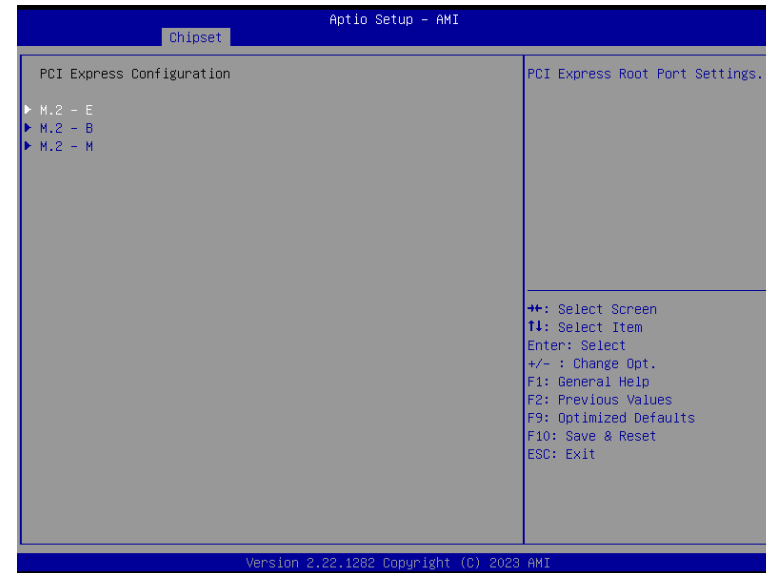 Aptio Setup – AMI
Chipset
PCI Express Configuration
M.2 – E
M.2 – B
M.2 – M
PCI Express Root Port Settings.
→←: Select Screen
↑↓: Select Item
Enter: Select
+/- : Change Opt.
F1: General Help
F2: Previous Values
F9: Optimized Defaults
F10: Save & Reset
ESC: Exit
Version 2.22.1282 Copyright (C) 2023 AMI